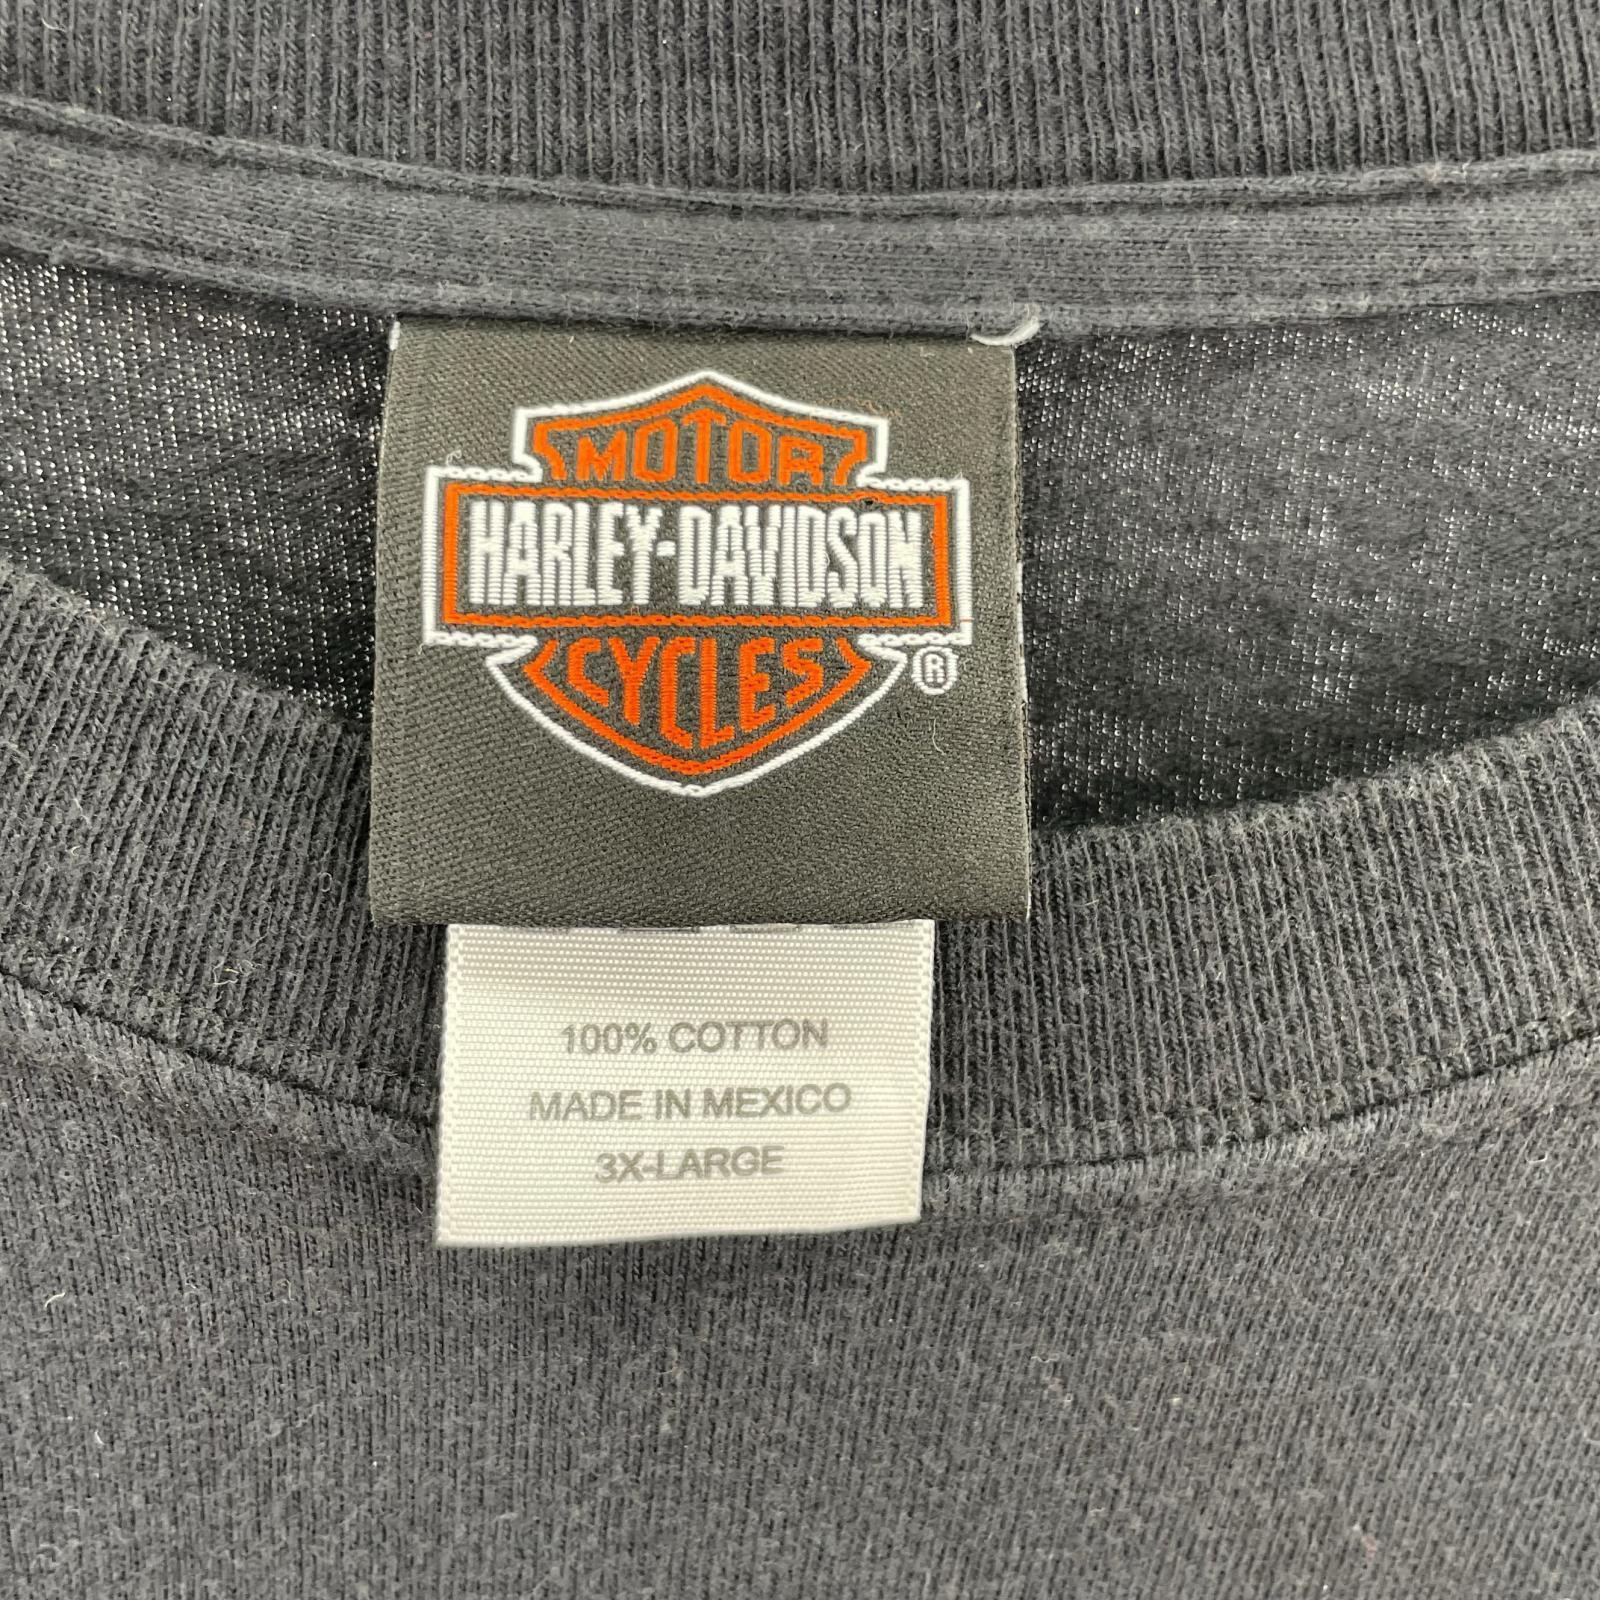 MOTOR
HARLEY-DAVIDSON
CYCLES
®
100% COTTON
MADE IN MEXICO
3X-LARGE